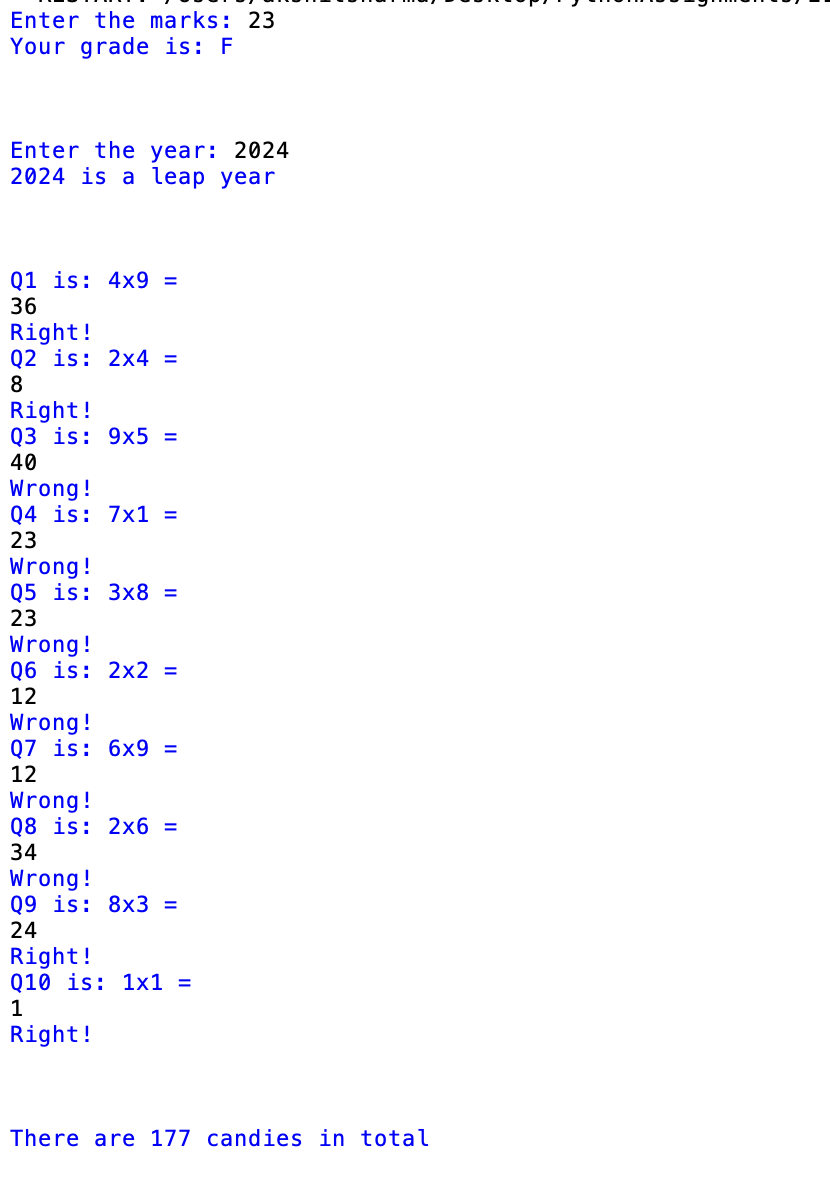 Enter the marks: 23
Your grade is: F
Enter the year: 2024
2024 is a leap year
Q1 is: 4x9 =
36
Right!
Q2 is: 2x4 =
8
Right!
Q3 is: 9x5 =
40
Wrong!
Q4 is: 7x1 =
23
Wrong!
Q5 is: 3x8 =
23
Wrong!
Q6 is: 2x2 =
12
Wrong!
Q7 is: 6x9 =
12
Wrong!
Q8 is: 2x6 =
34
Wrong!
Q9 is: 8x3 =
24
Right!
Q10 is: 1x1 =
1
Right!
There are 177 candies in total